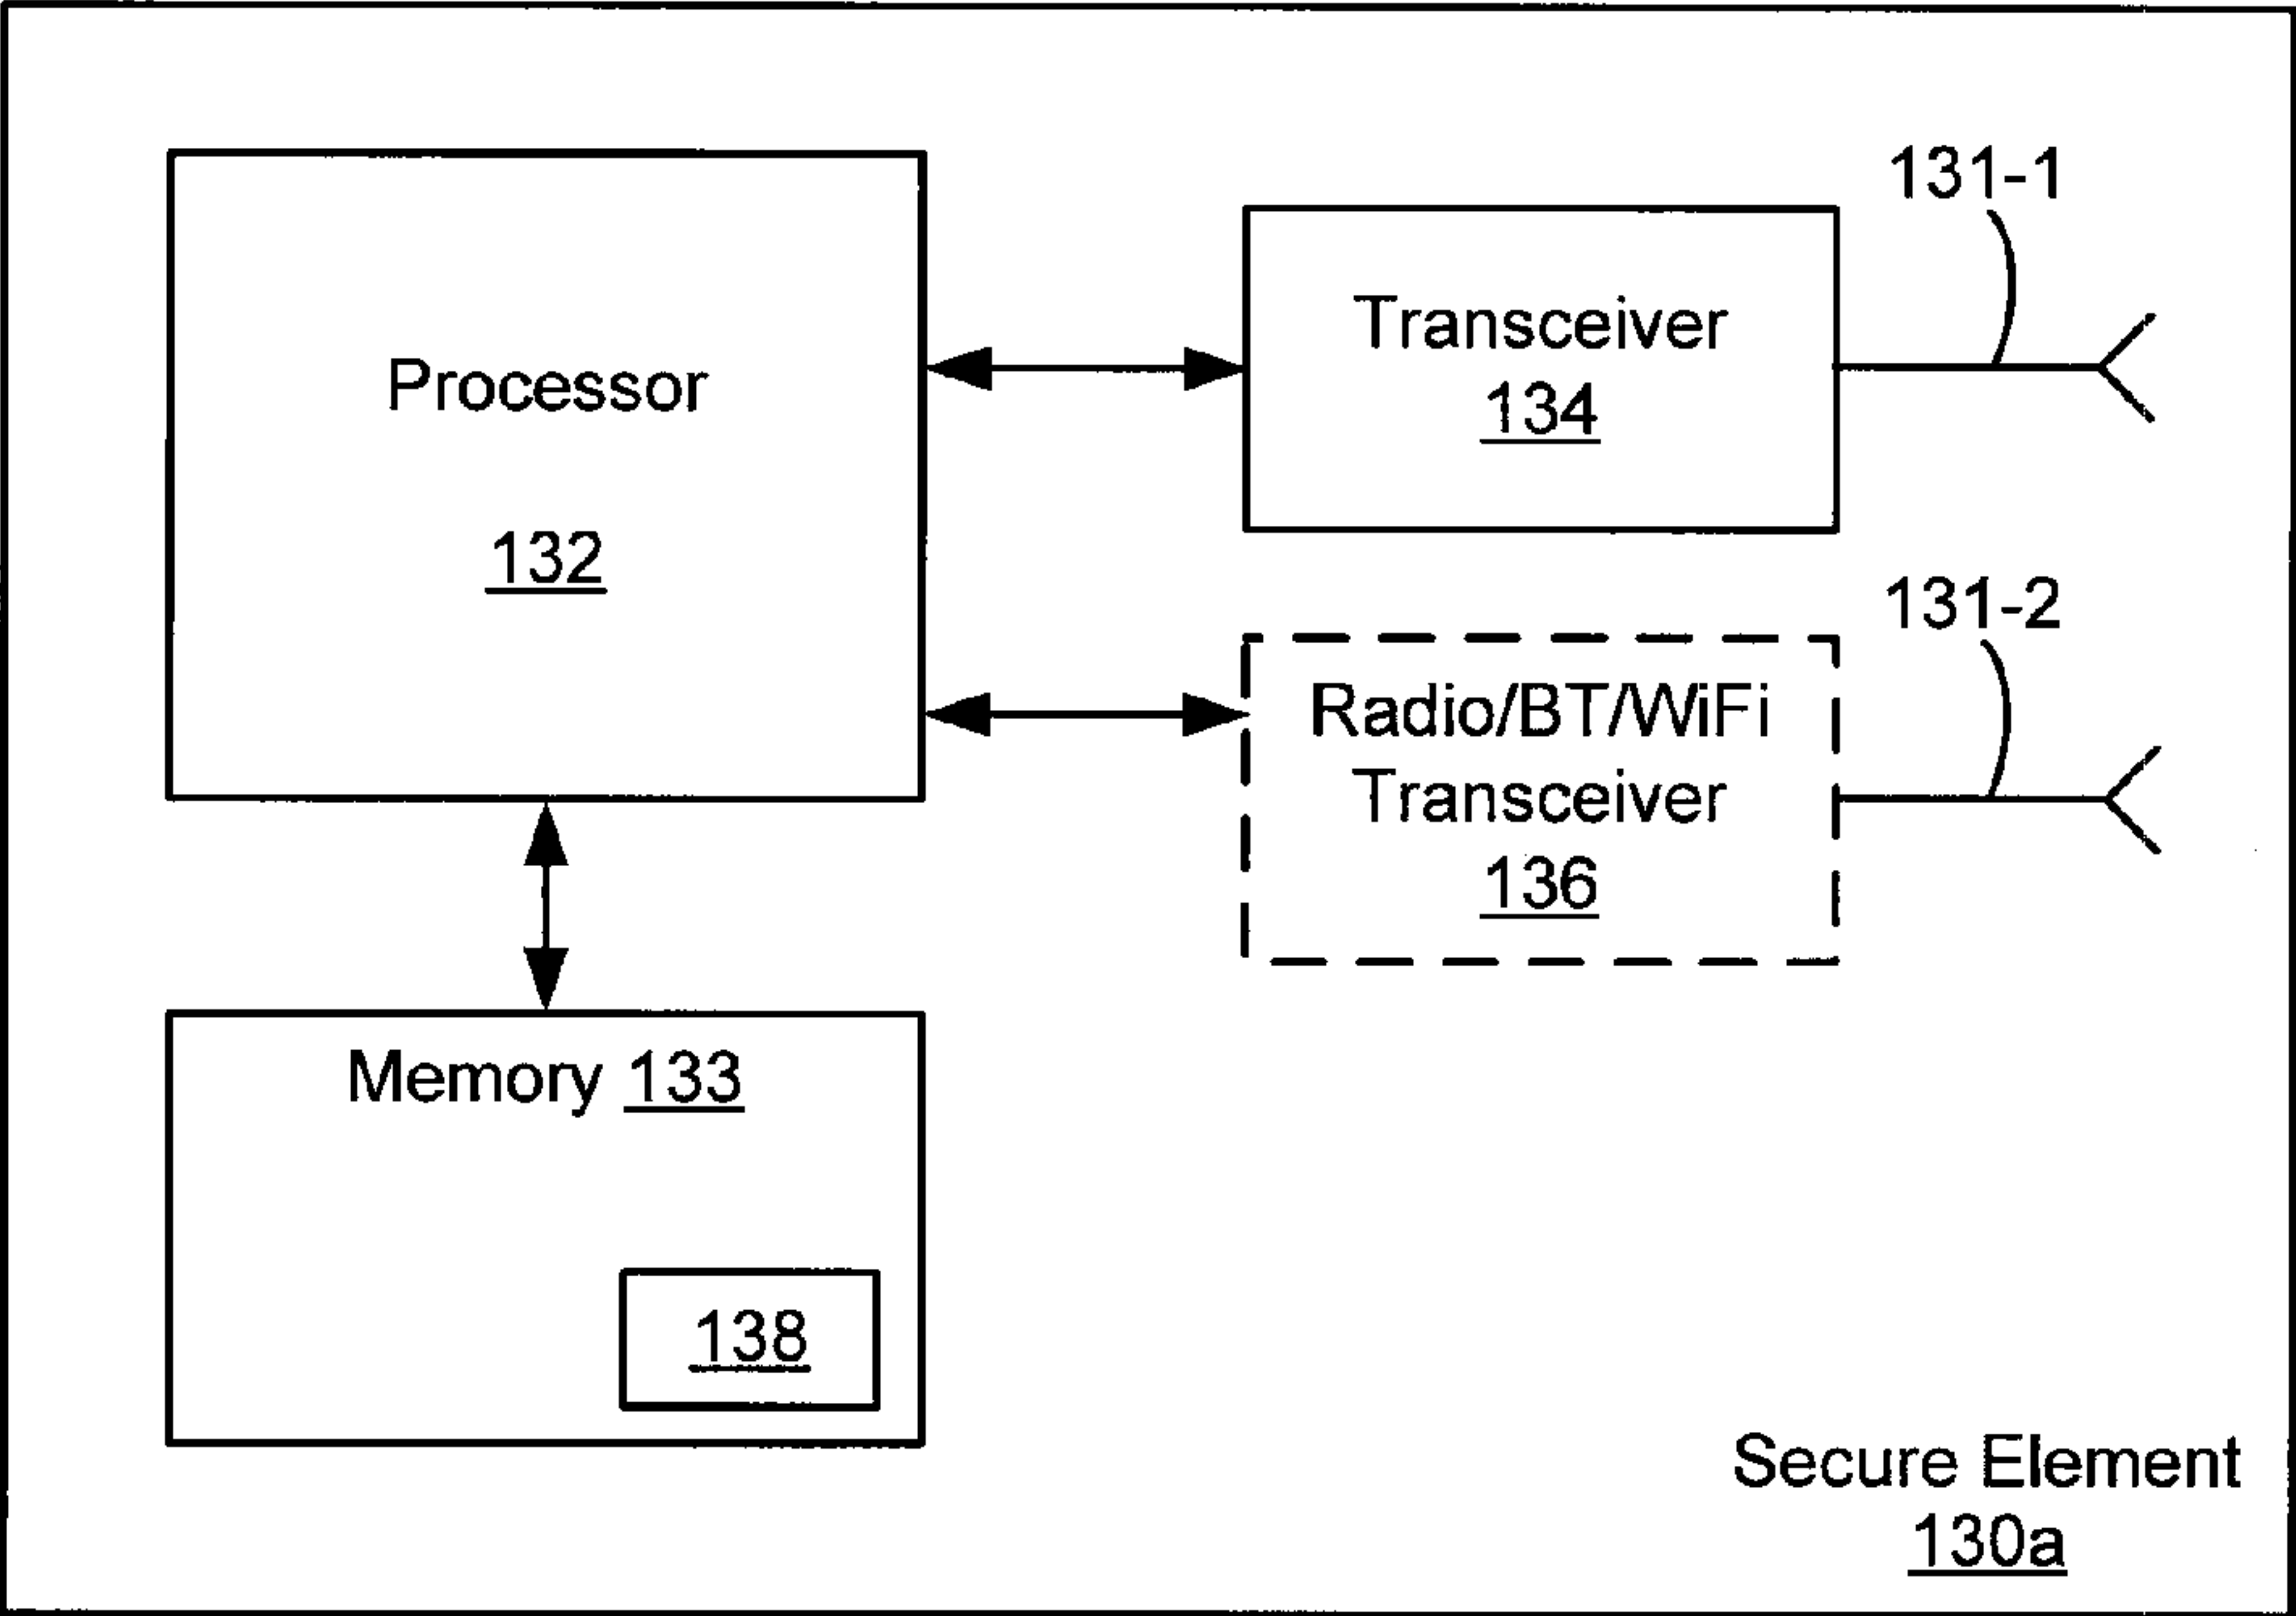 Processor
132
Transceiver
134
131-1
Radio/BT/WiFi
Transceiver
136
131-2
Memory 133
138
Secure Element
130a